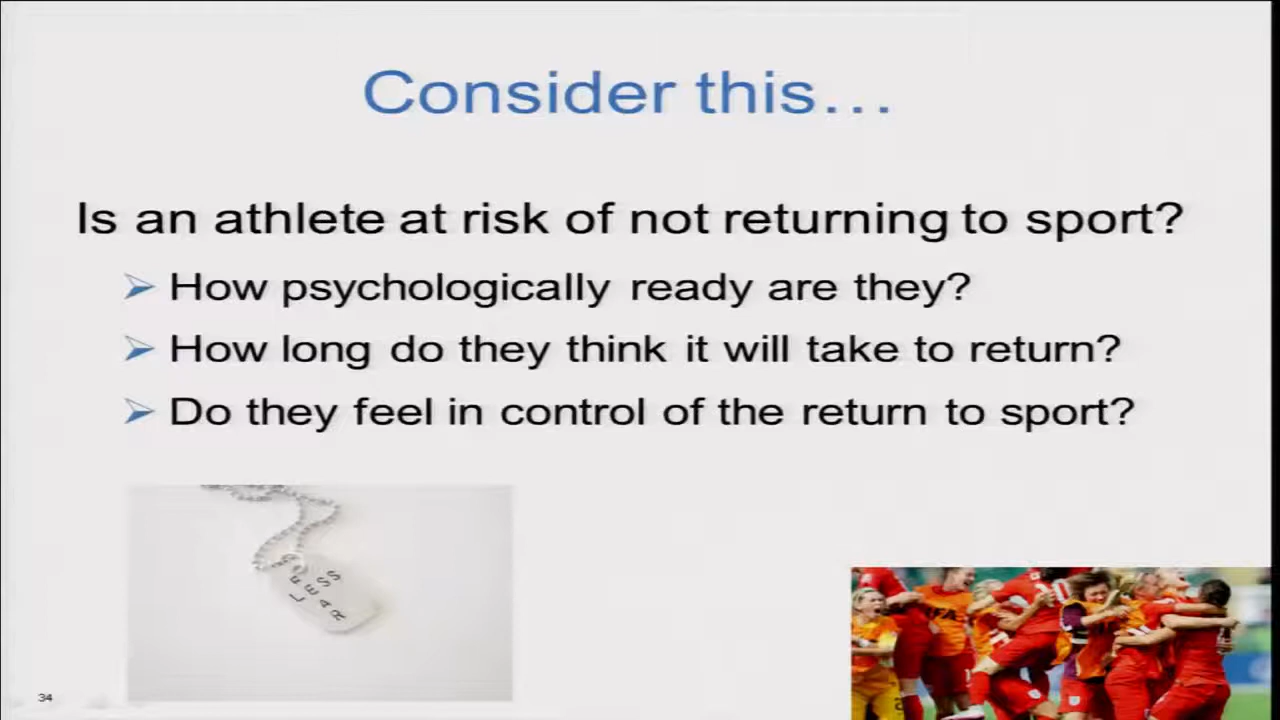 Consider this…
Is an athlete at risk of not returning to sport?
How psychologically ready are they?
How long do they think it will take to return?
Do they feel in control of the return to sport?
FEAR
LESS
34